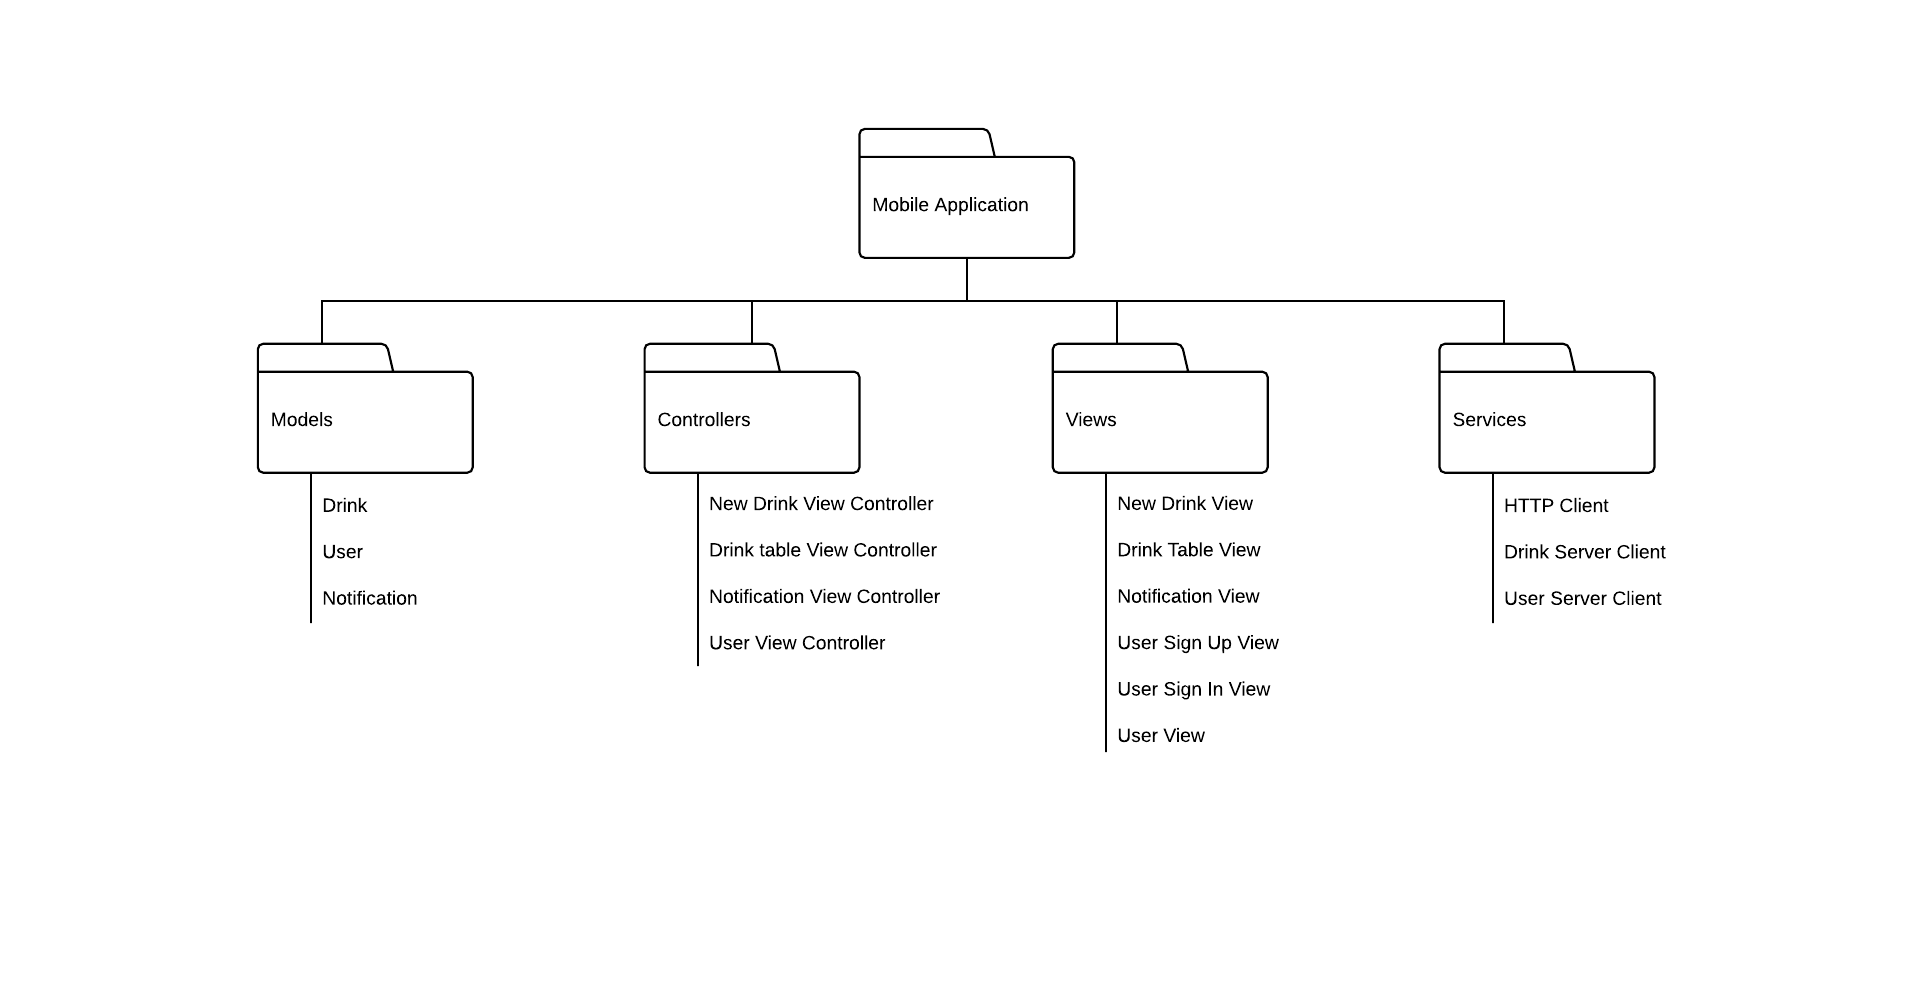 Mobile Application
Models
Drink
User
Notification
Controllers
New Drink View Controller
Drink table View Controller
Notification View Controller
User View Controller
Views
New Drink View
Drink Table View
Notification View
User Sign Up View
User Sign In View
User View
Services
HTTP Client
Drink Server Client
User Server Client